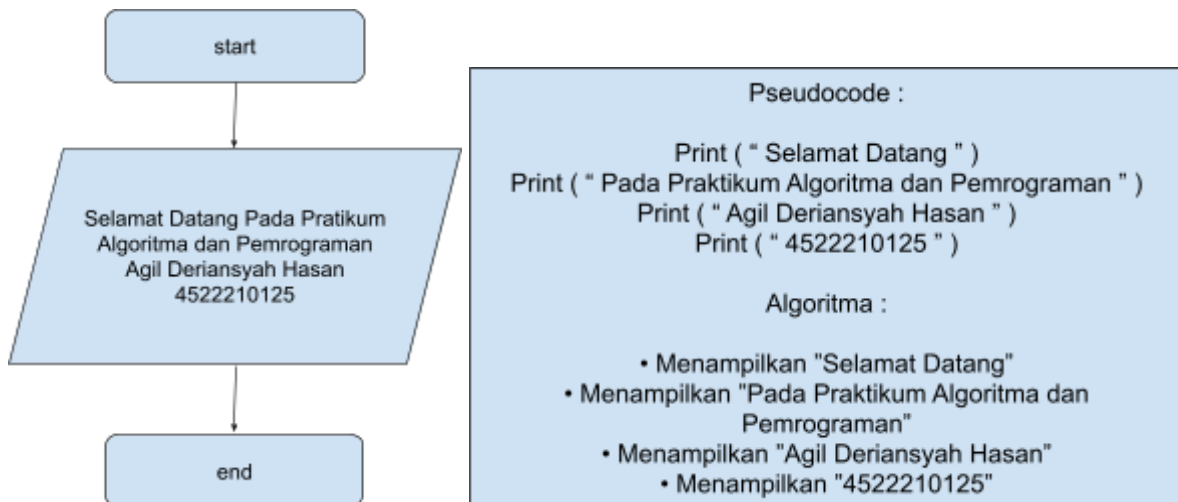 start
Selamat Datang Pada Pratikum
Algoritma dan Pemrograman
Agil Deriansyah Hasan
4522210125
end
Pseudocode :
Print ( “ Selamat Datang ” )
Print ( “ Pada Praktikum Algoritma dan Pemrograman ” )
Print ( “ Agil Deriansyah Hasan ” )
Print ( “ 4522210125 ” )
Algoritma :
• Menampilkan "Selamat Datang”
• Menampilkan "Pada Praktikum Algoritma dan
Pemrograman”
• Menampilkan "Agil Deriansyah Hasan”
• Menampilkan "4522210125"